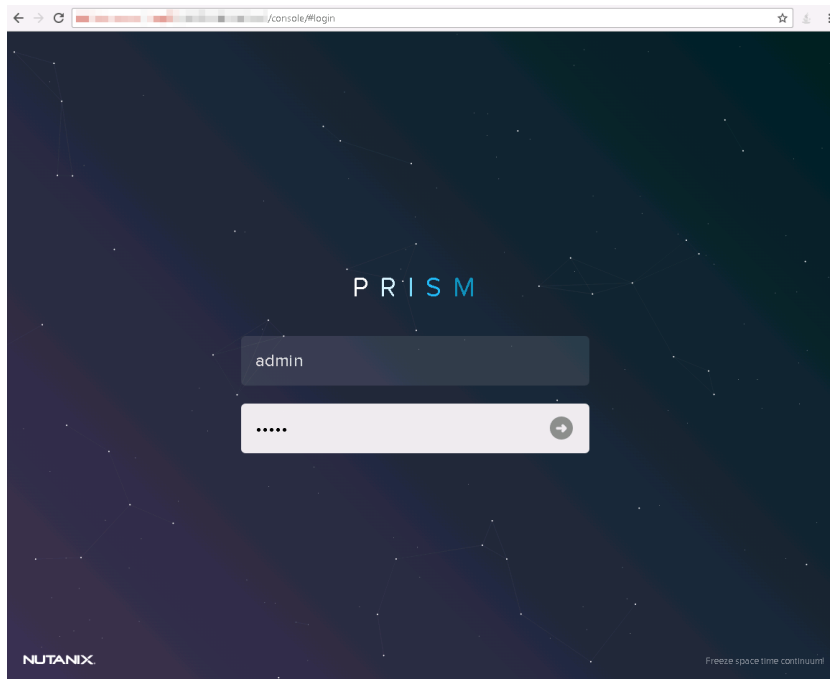 /console/#login
PRISM
admin
•••••
NUTANIX.
Freeze space time continuum!